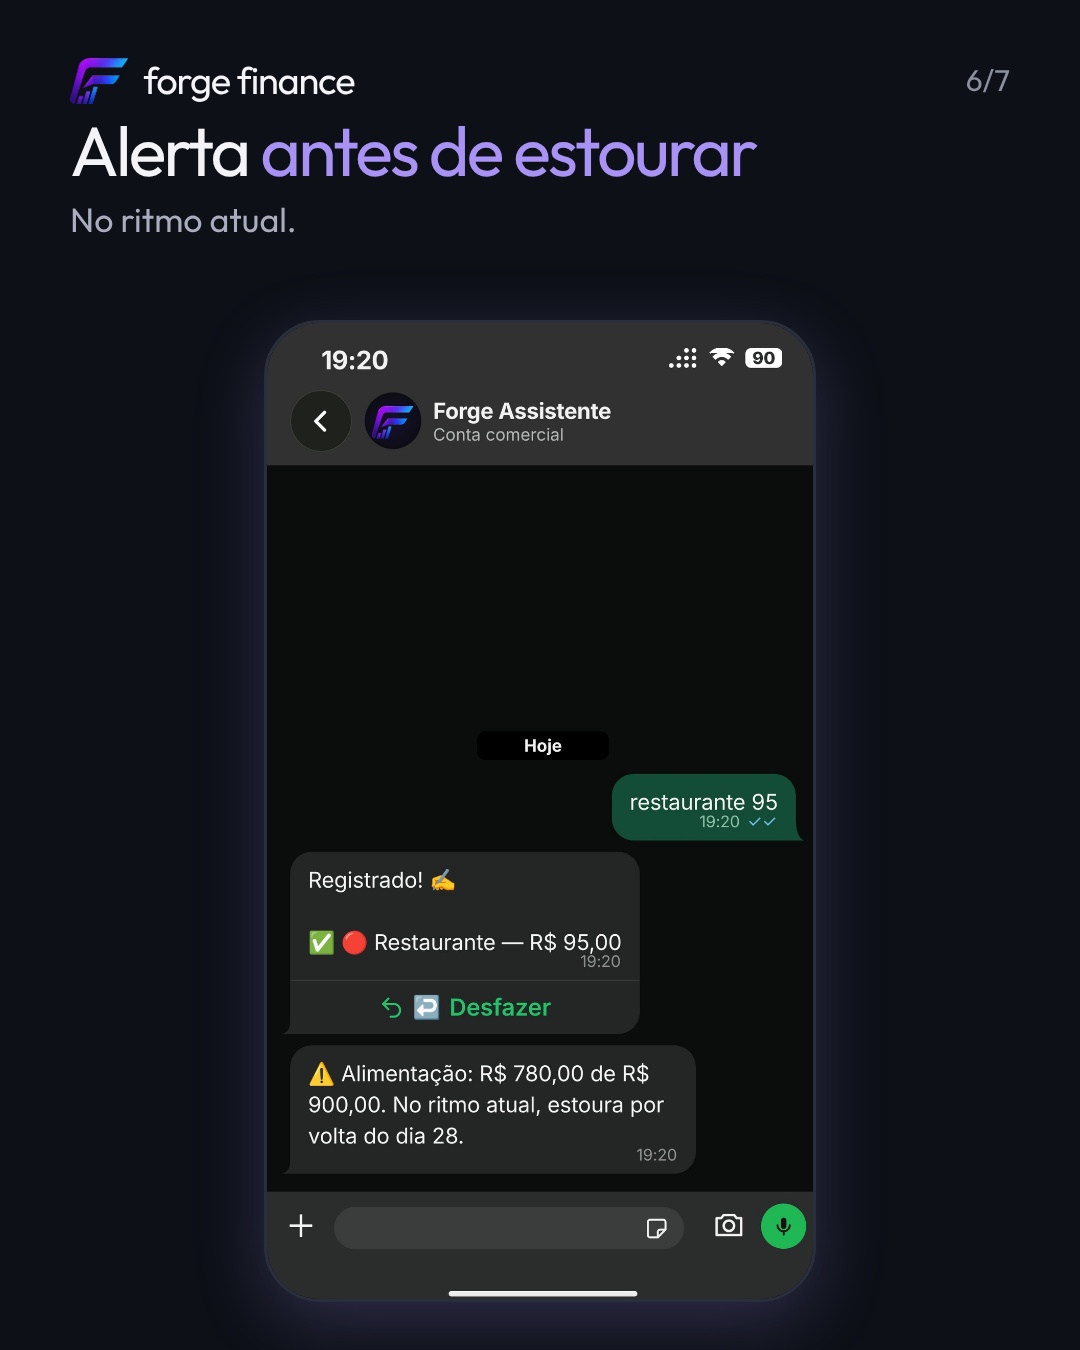 forge finance
6/7
Alerta antes de estourar
No ritmo atual.
19:20
90
Forge Assistente
Conta comercial
Hoje
restaurante 95
19:20
Registrado! ✍️
✅ 🔴 Restaurante — R$ 95,00
19:20
↩️ Desfazer
⚠️ Alimentação: R$ 780,00 de R$
900,00. No ritmo atual, estoura por
volta do dia 28.
19:20